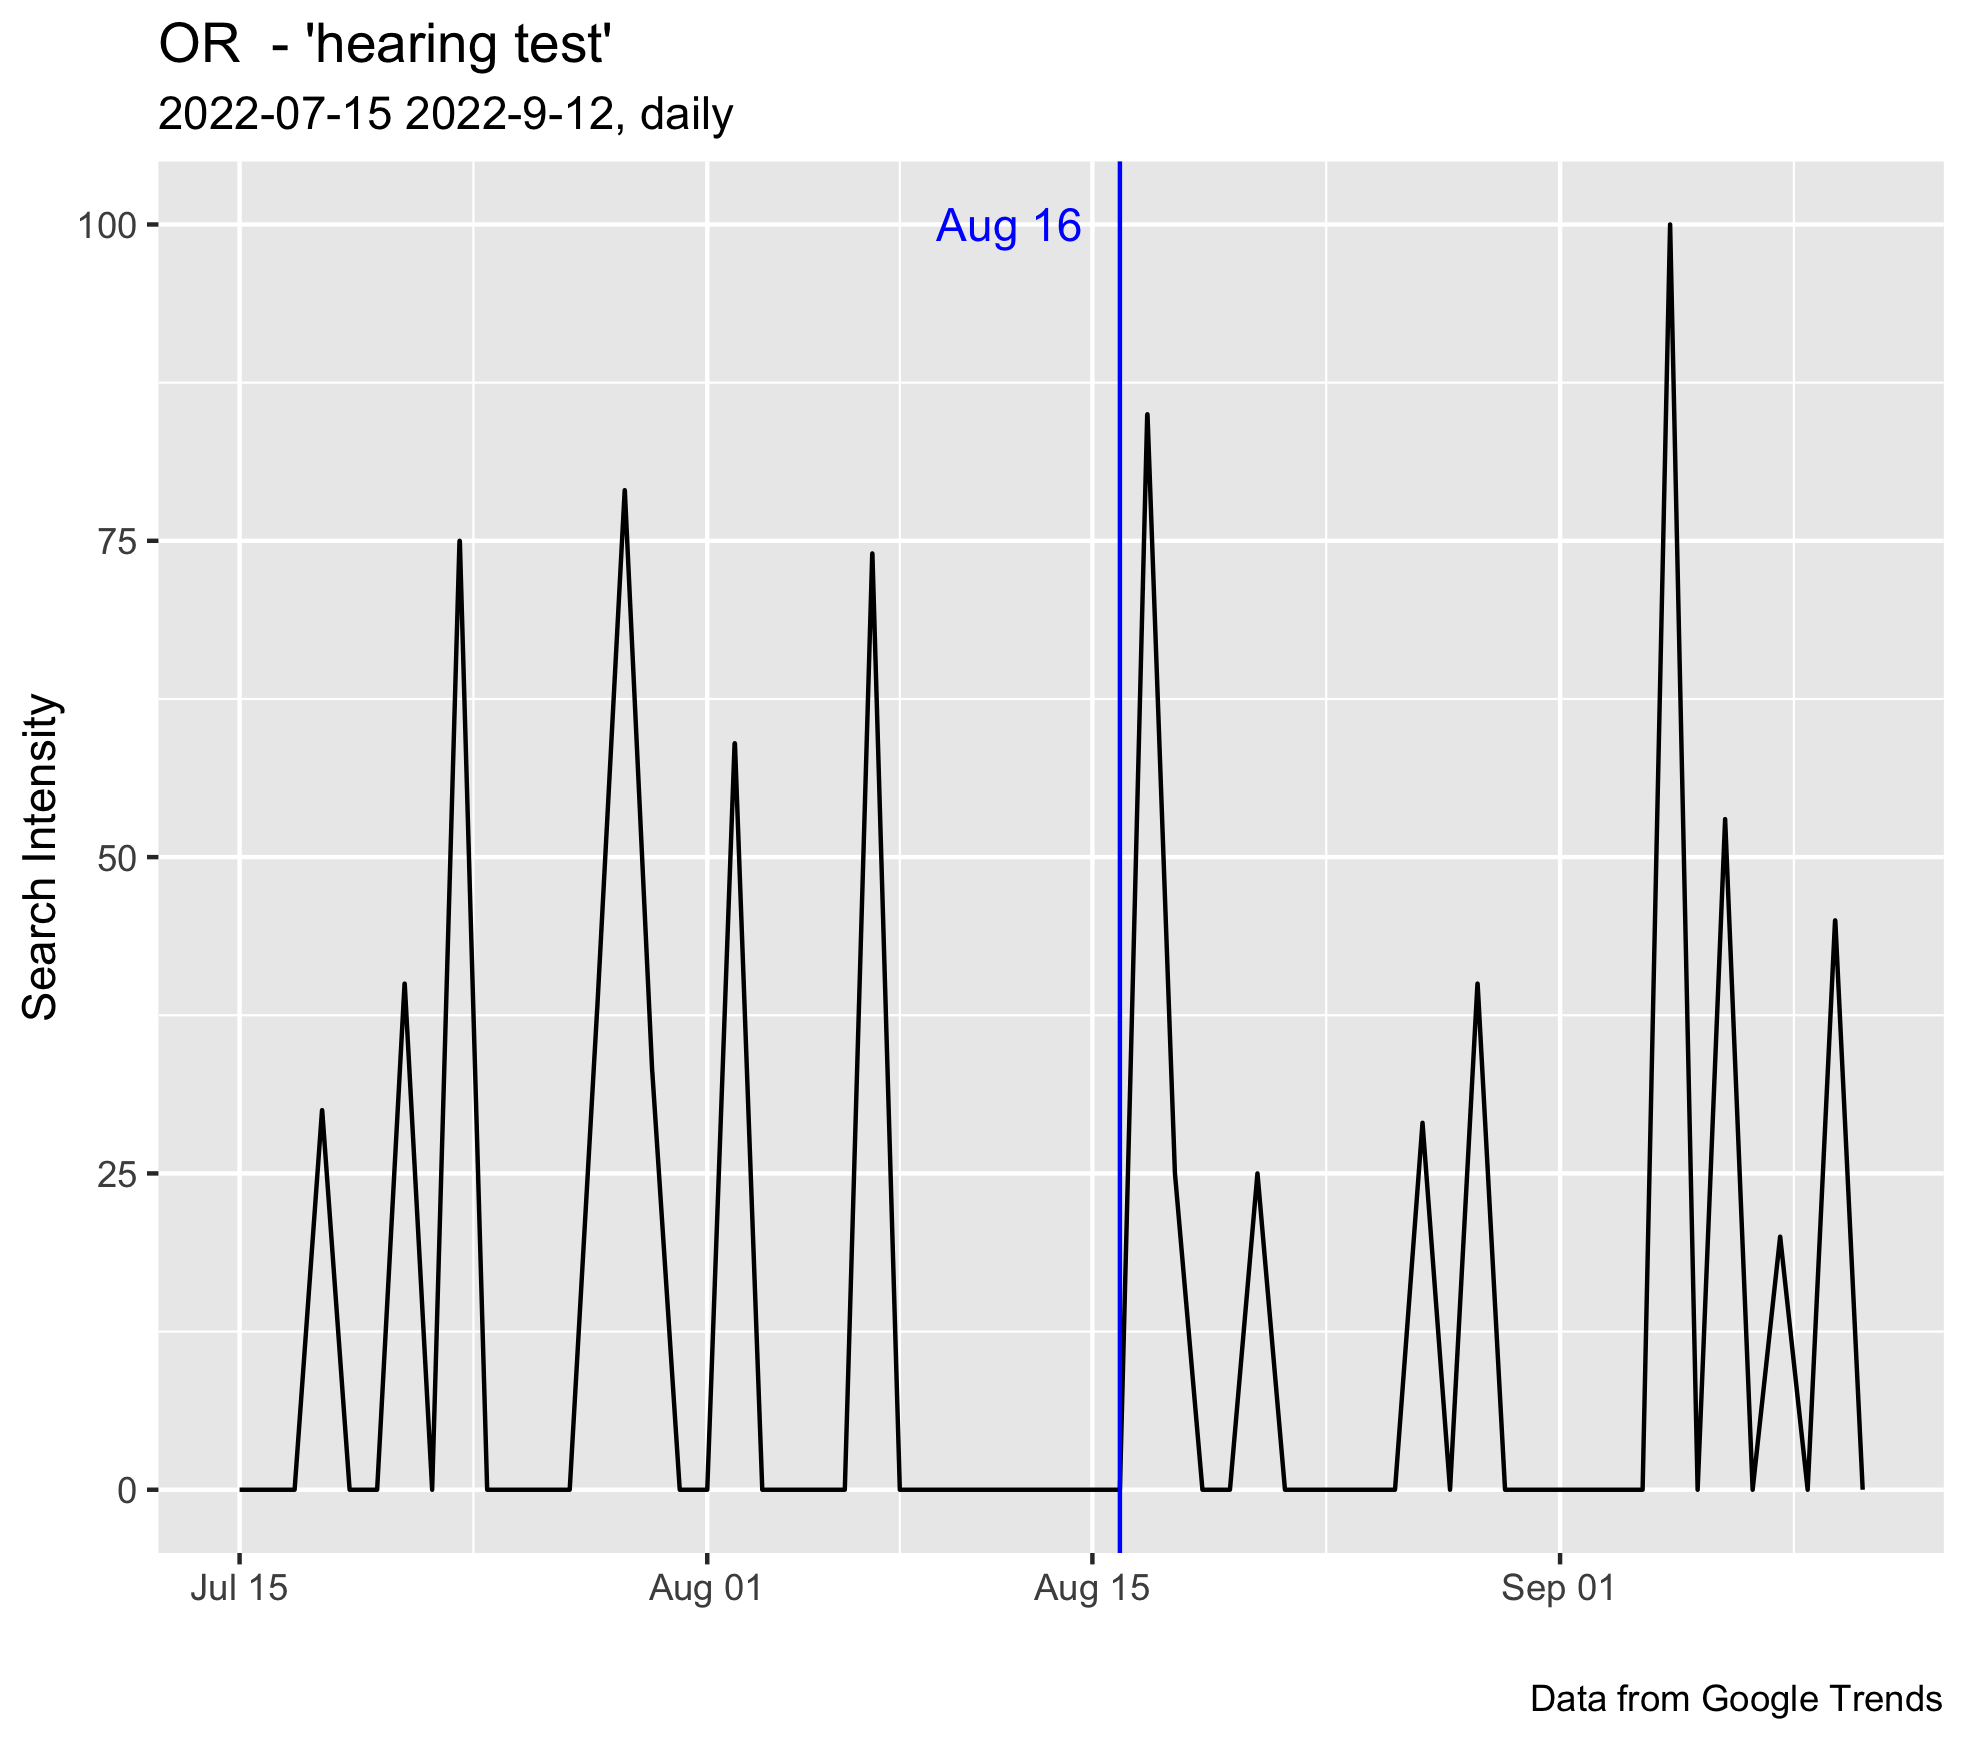 OR  - 'hearing test'
2022-07-15 2022-9-12, daily
Aug 16
100
75
50
25
0
Search Intensity
Jul 15 Aug 01 Aug 15 Sep 01
Data from Google Trends